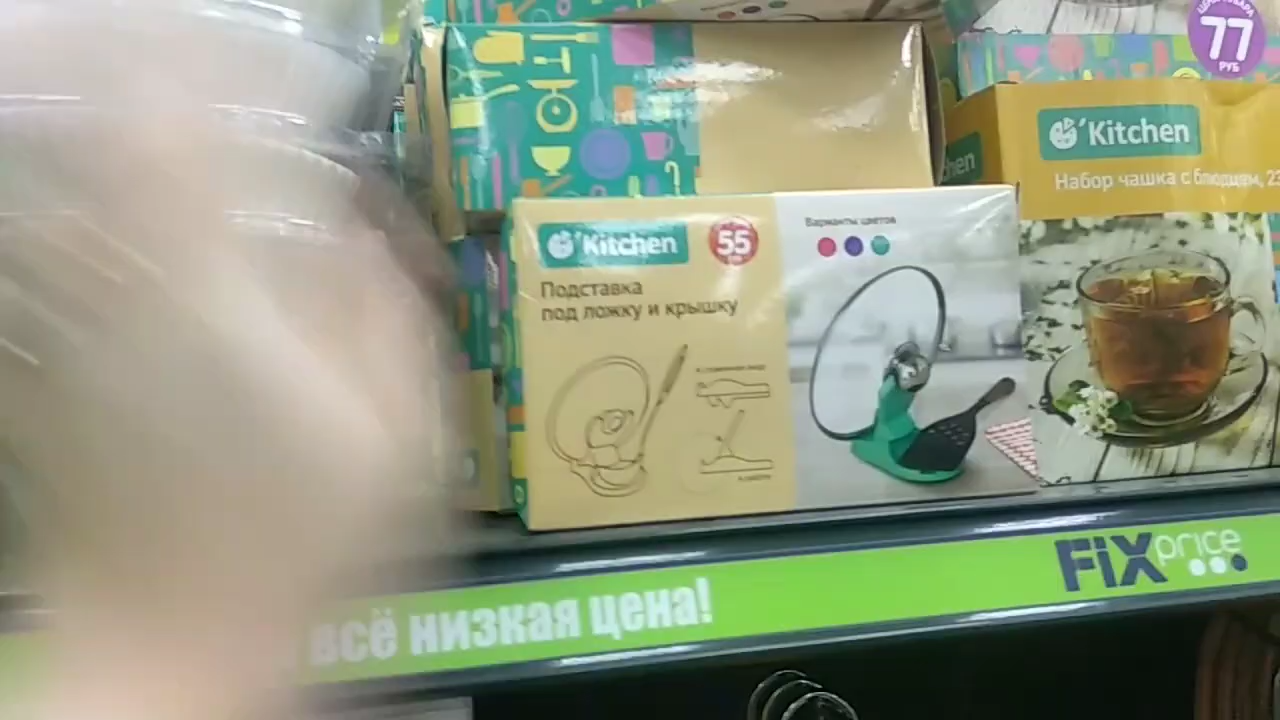 77
РУБ
'Kitchen
Набор чашка с блюдцем, 23
'Kitchen
55
Варианты цветов
Подставка
под ложку и крышку
FiX price
всё низкая цена!